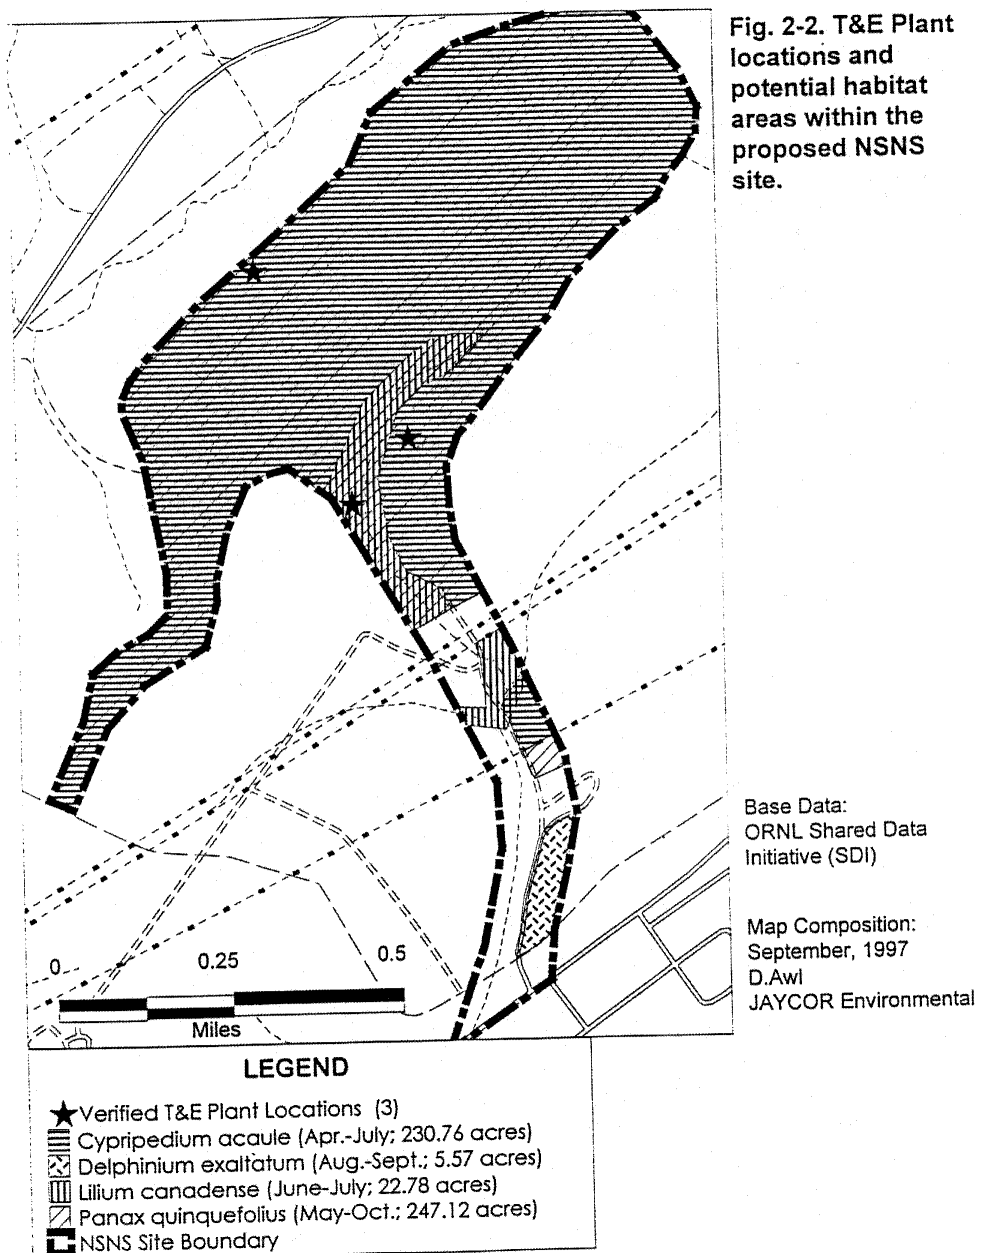 Fig. 2-2. T&E Plant
locations and
potential habitat
areas within the
proposed NSNS
site.
Base Data:
ORNL Shared Data
Initiative (SDI)
Map Composition:
September, 1997
D.Awl
JAYCOR Environmental
0 0.25 0.5
Miles
LEGEND
Verified T&E Plant Locations (3)
Cypripedium acaule (Apr.-July; 230.76 acres)
Delphinium exaltatum (Aug.-Sept.; 5.57 acres)
Lilium canadense (June-July; 22.78 acres)
Panax quinquefolius (May-Oct.; 247.12 acres)
NSNS Site Boundary